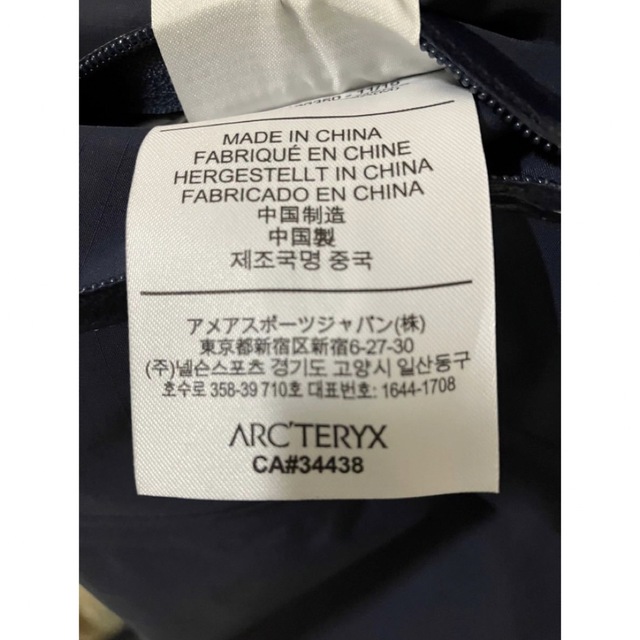 MADE IN CHINA
FABRIQUÉ EN CHINE
HERGESTELLT IN CHINA
FABRICADO EN CHINA
中国制造
中国製
제조국명 중국
アメアスポーツジャパン(株)
東京都新宿区新宿6-27-30
(주)넬슨스포츠 경기도 고양시 일산동구
호수로 358-39 710호 대표번호: 1644-1708
ARC'TERYX
CA#34438